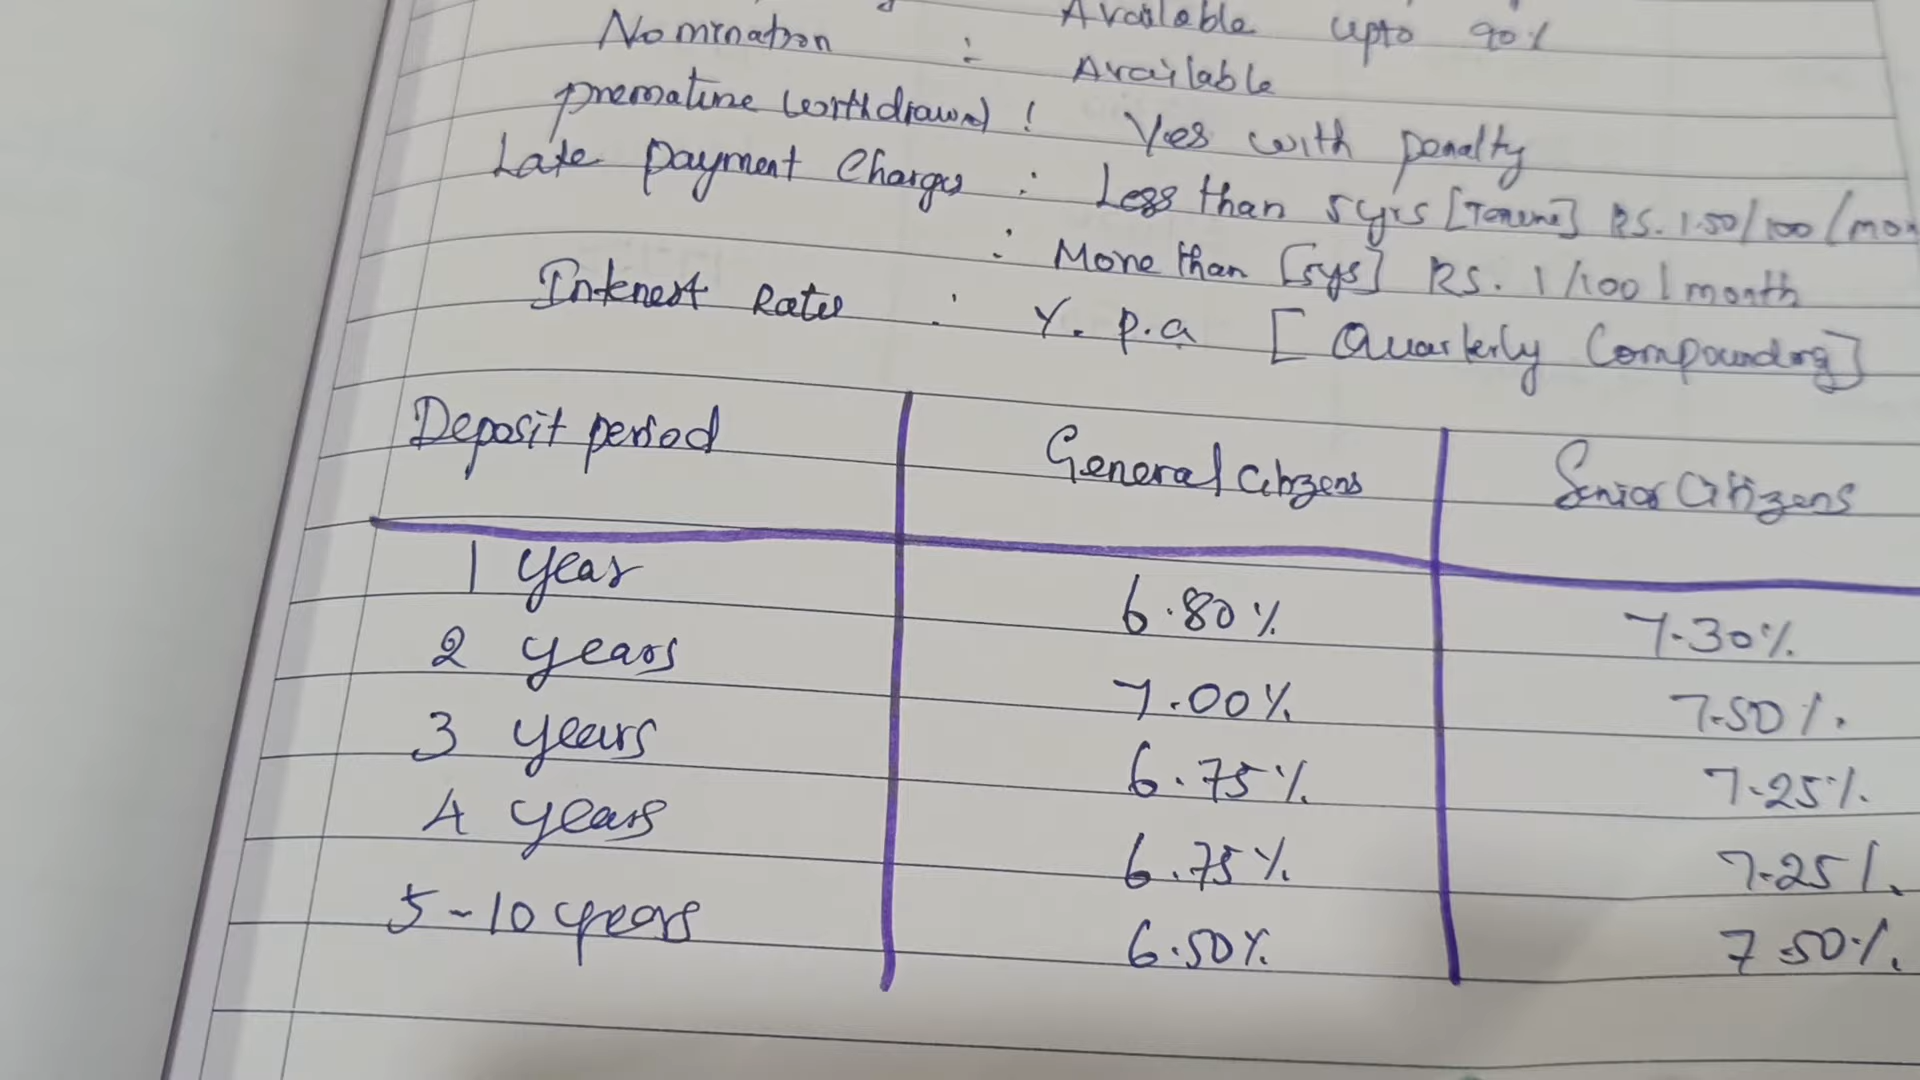 Available upto 90%
Nomination : Available
premature withdrawal : Yes with penalty
Late payment Charges : Less than 5yrs [Tenure] RS. 1.50/100/mon
: More than [5ys] RS. 1/100/month
Interest Rates : %. p.a [Quarterly Compounding]
Deposit period General citizens Senior Citizens
1 year 6.80% 7.30%
2 years 7.00% 7.50%
3 years 6.75% 7.25%
4 years 6.75% 7.25%
5-10 years 6.50% 7.50%